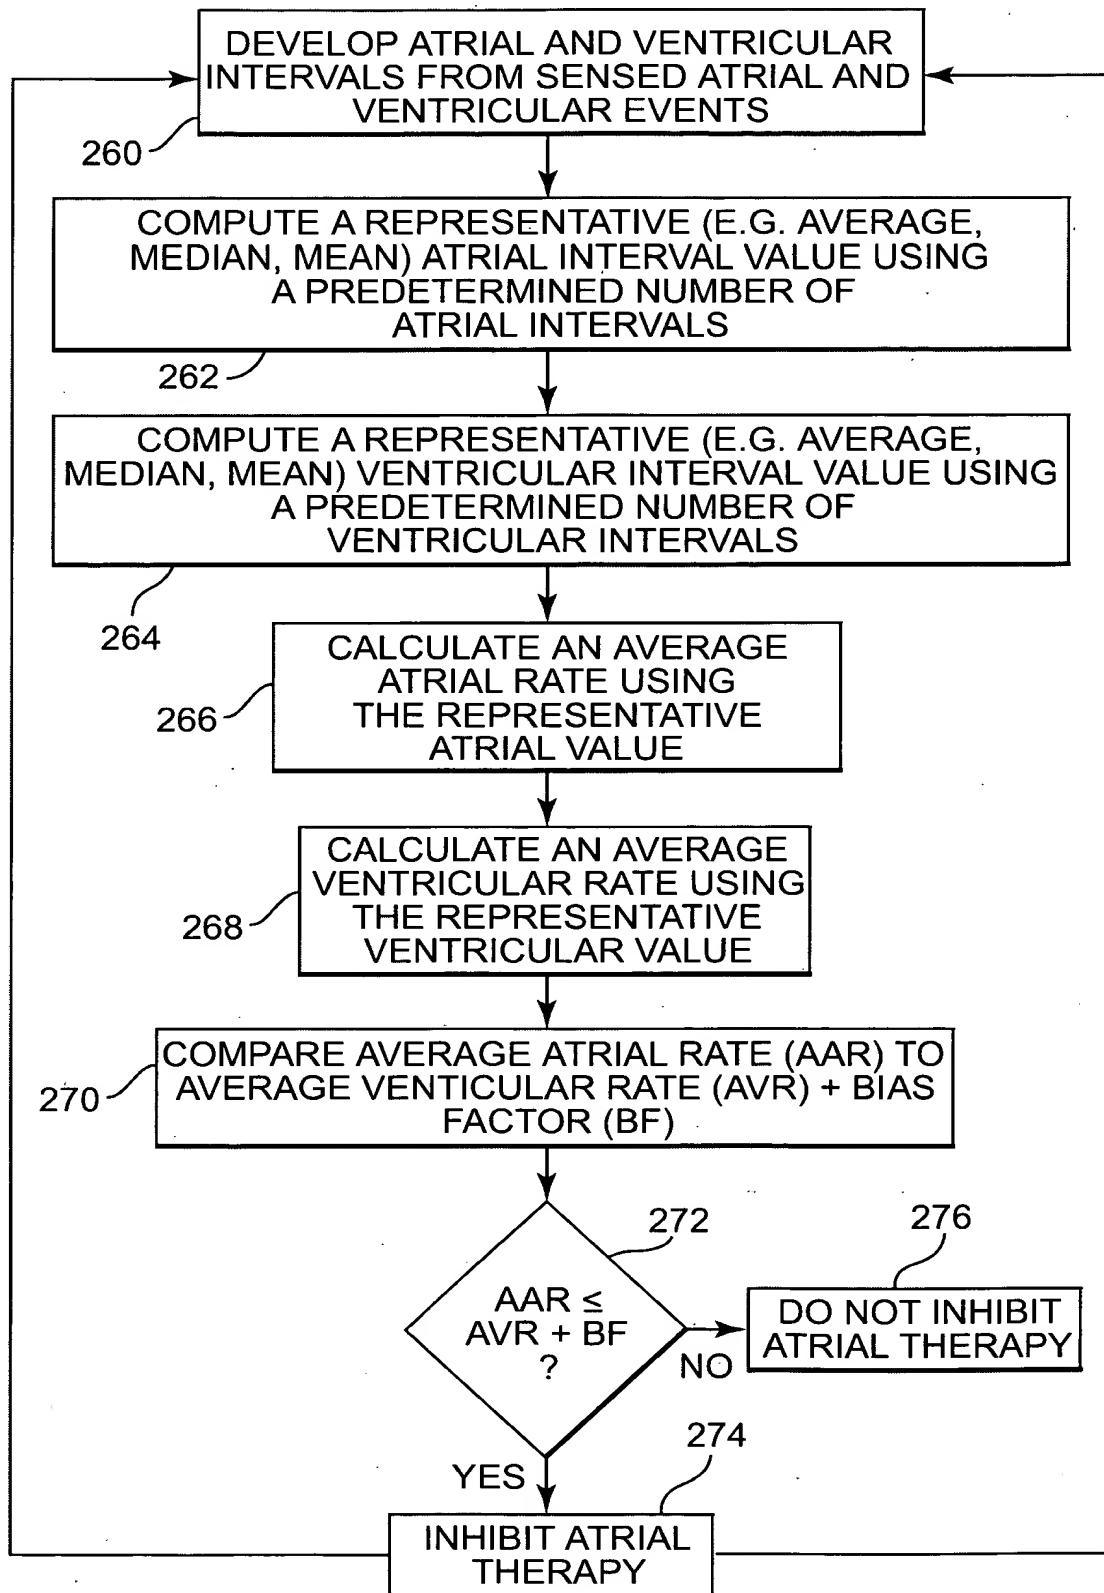 DEVELOP ATRIAL AND VENTRICULAR
INTERVALS FROM SENSED ATRIAL AND
VENTRICULAR EVENTS
260
COMPUTE A REPRESENTATIVE (E.G. AVERAGE,
MEDIAN, MEAN) ATRIAL INTERVAL VALUE USING
A PREDETERMINED NUMBER OF
ATRIAL INTERVALS
262
COMPUTE A REPRESENTATIVE (E.G. AVERAGE,
MEDIAN, MEAN) VENTRICULAR INTERVAL VALUE USING
A PREDETERMINED NUMBER OF
VENTRICULAR INTERVALS
264
CALCULATE AN AVERAGE
ATRIAL RATE USING
THE REPRESENTATIVE
ATRIAL VALUE
266
CALCULATE AN AVERAGE
VENTRICULAR RATE USING
THE REPRESENTATIVE
VENTRICULAR VALUE
268
COMPARE AVERAGE ATRIAL RATE (AAR) TO
AVERAGE VENTICULAR RATE (AVR) + BIAS
FACTOR (BF)
270
272
AAR ≤
AVR + BF
?
NO
276
DO NOT INHIBIT
ATRIAL THERAPY
YES
274
INHIBIT ATRIAL
THERAPY